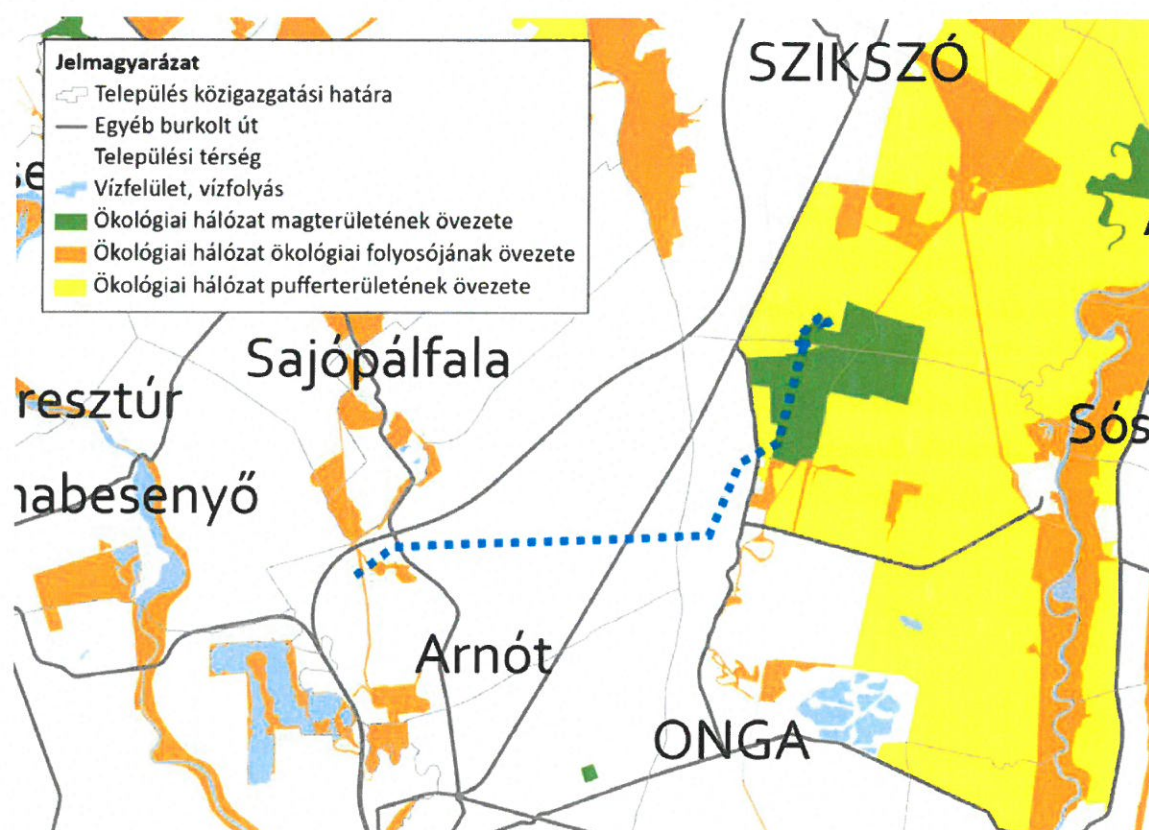 SZIKSZÓ
Jelmagyarázat
Település közigazgatási határa
Egyéb burkolt út
Települési térség
Vízfelület, vízfolyás
Ökológiai hálózat magterületének övezete
Ökológiai hálózat ökológiai folyosójának övezete
Ökológiai hálózat pufferterületének övezete
se
Sajópálfala
resztúr
Sós
nabesenyő
Arnót
ONGA